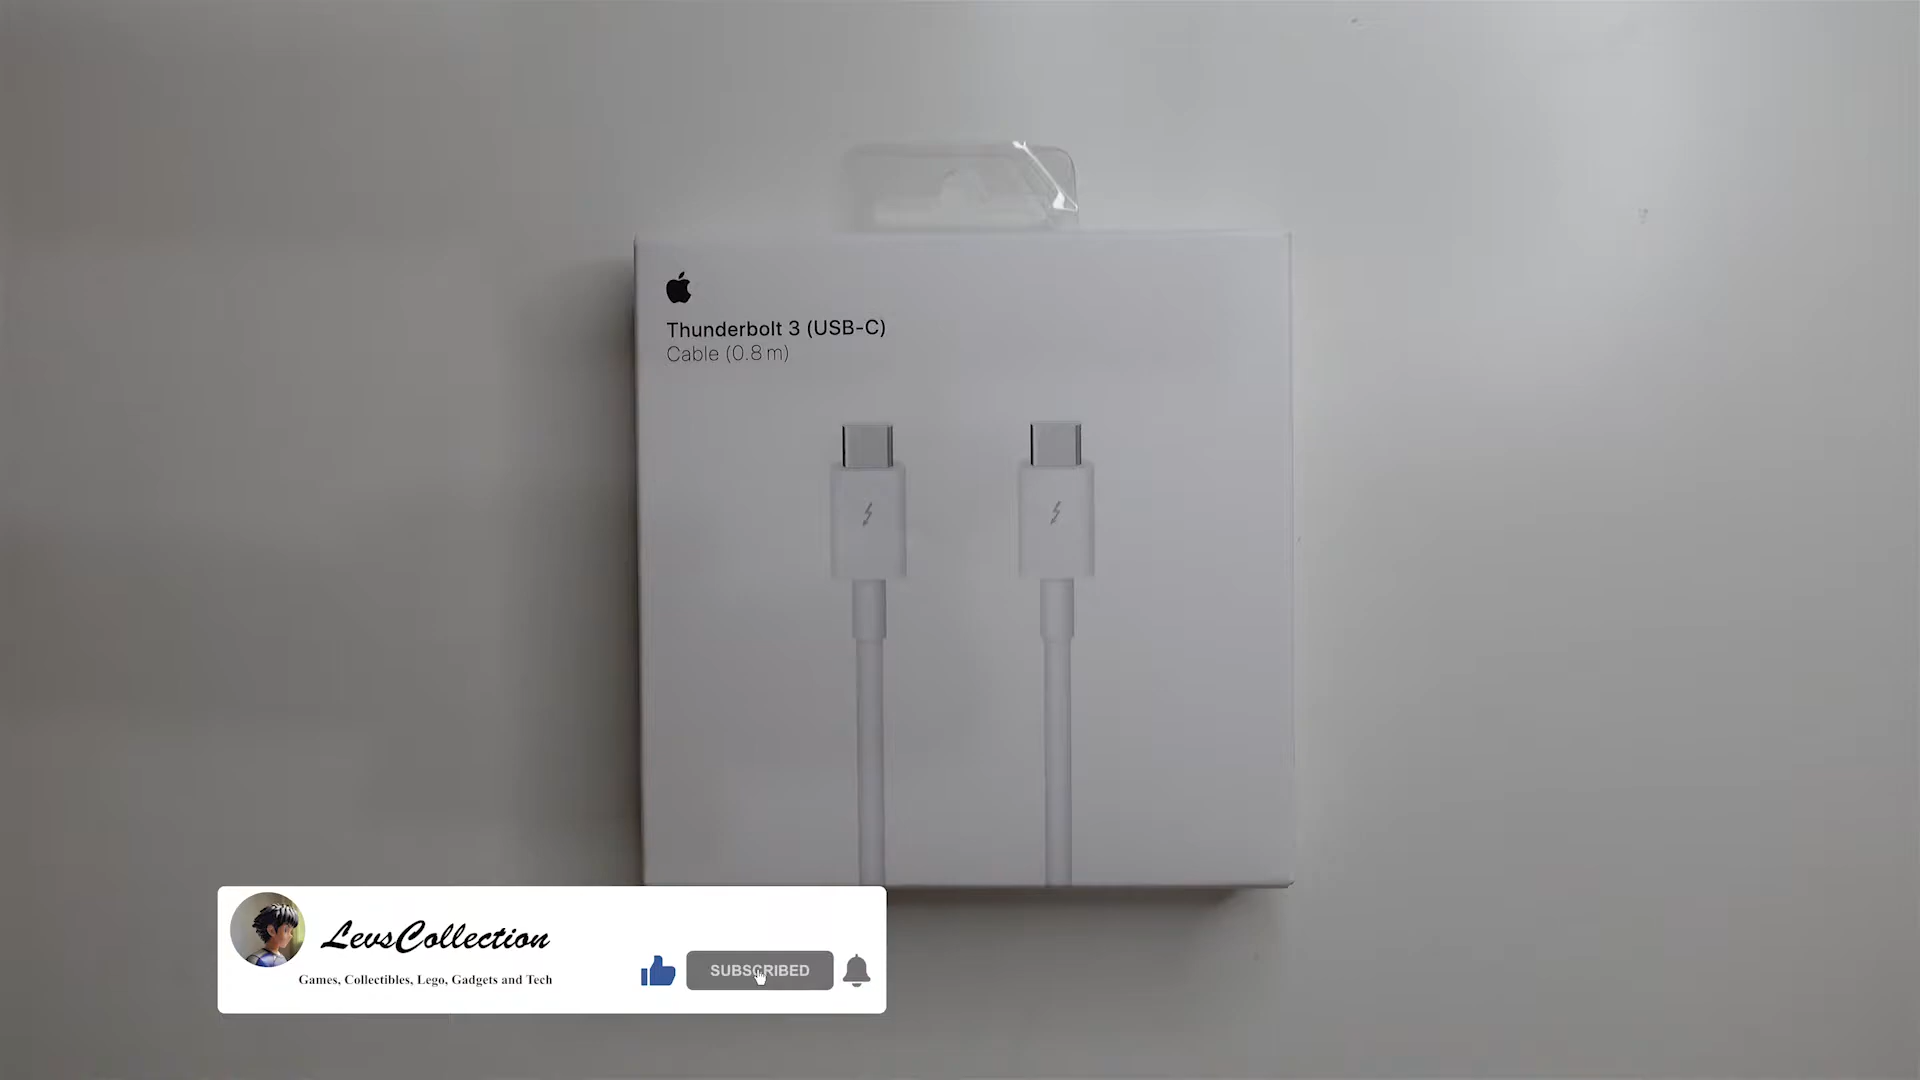 Thunderbolt 3 (USB-C)
Cable (0.8 m)
LevsCollection
Games, Collectibles, Lego, Gadgets and Tech
SUBSCRIBED